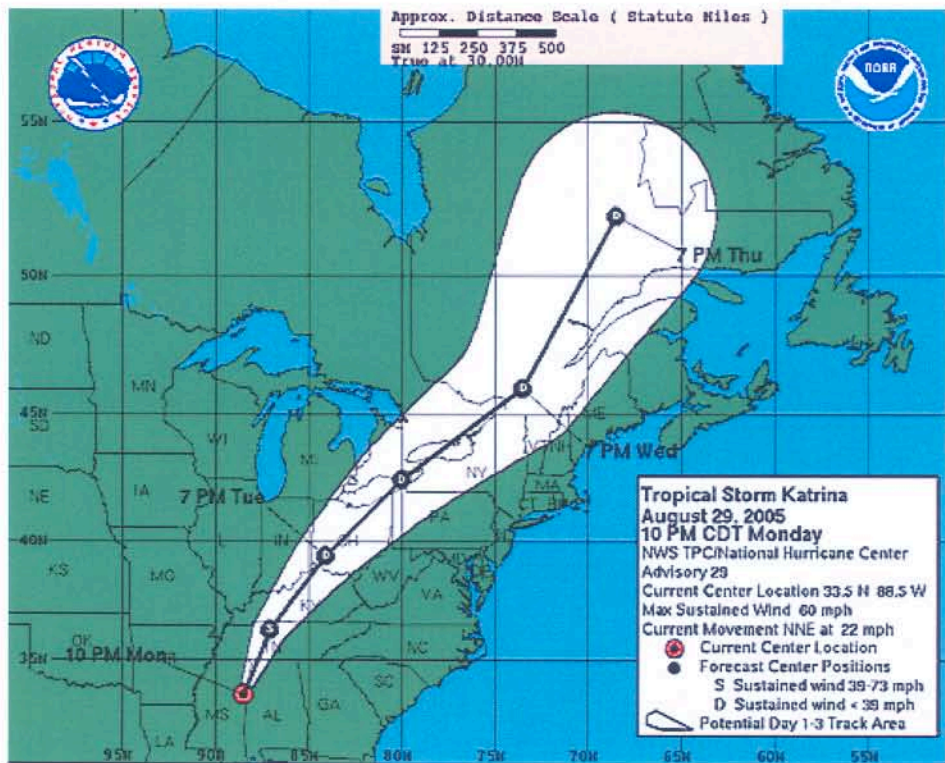 Approx. Distance Scale ( Statute Miles )
SM 125 250 375 500
True at 30.00N
NOAA
55N
50N
7 PM Thu
ND
MN
45N
SD
WI
MI
ME
VT NH
7 PM Wed
NY
7 PM Tue
NE
IA
MA
CT
PA
40N
IN
KS
MO
WV
VA
KY
OK
TN
NC
10 PM Mon
35N
SC
MS
AL
GA
LA
95W 90W 85W 80W 75W 70W 65W 60W 55W
Tropical Storm Katrina
August 29, 2005
10 PM CDT Monday
NWS TPC/National Hurricane Center
Advisory 29
Current Center Location 33.5 N 88.5 W
Max Sustained Wind 60 mph
Current Movement NNE at 22 mph
Current Center Location
Forecast Center Positions
S Sustained wind 39-73 mph
D Sustained wind < 39 mph
Potential Day 1-3 Track Area